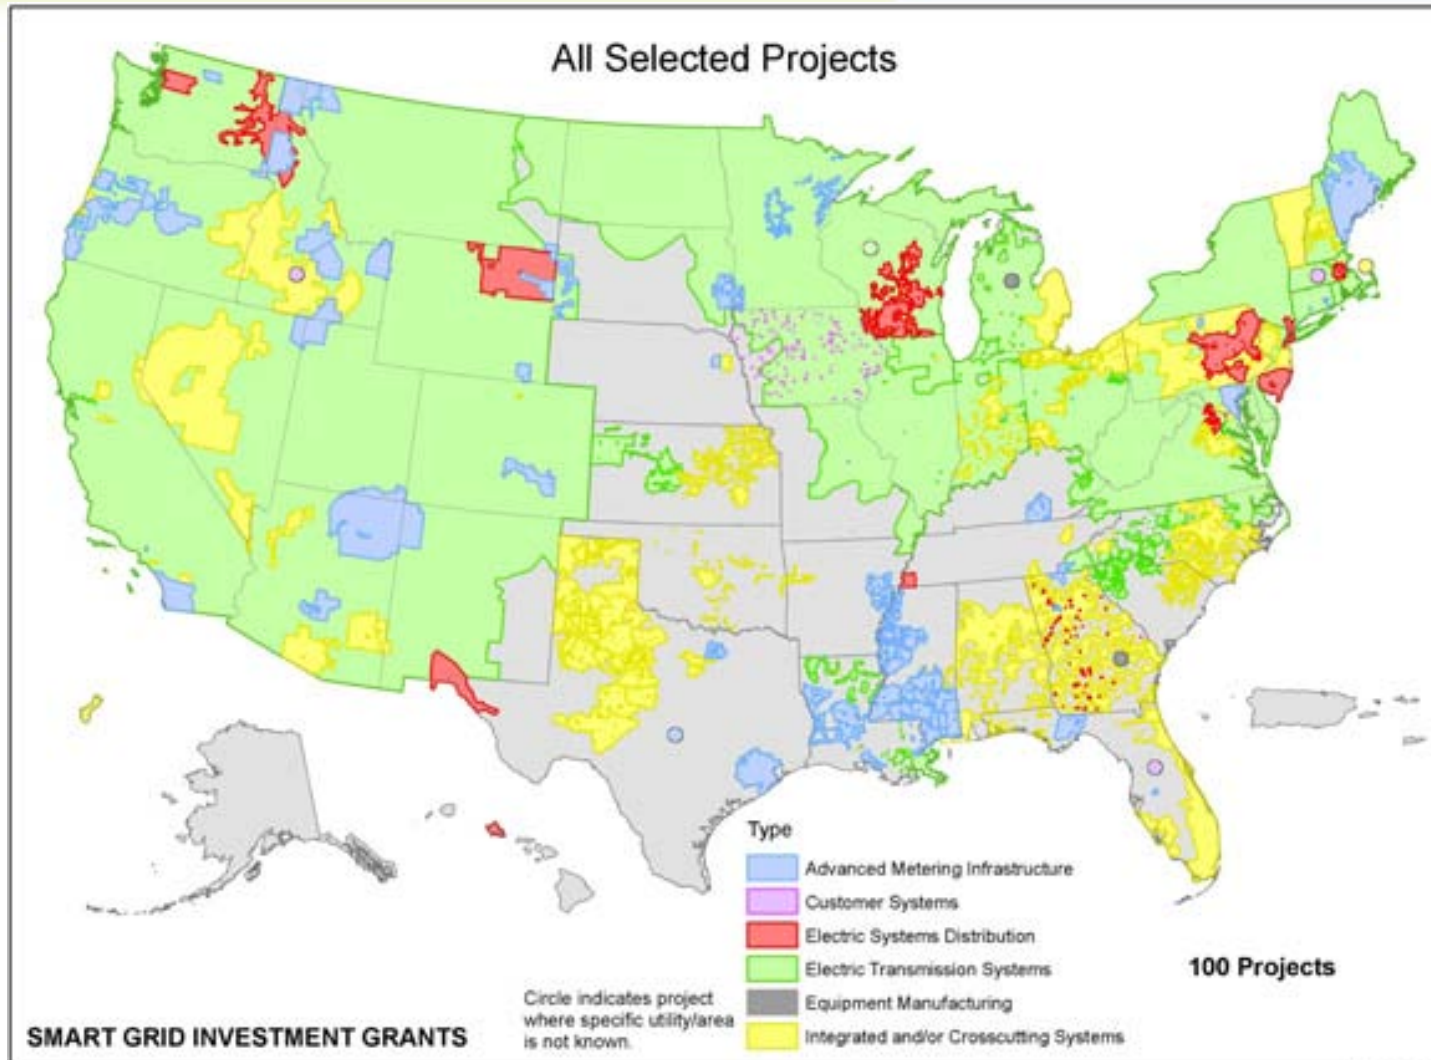 All Selected Projects
Type
Advanced Metering Infrastructure
Customer Systems
Electric Systems Distribution
Electric Transmission Systems
Equipment Manufacturing
Integrated and/or Crosscutting Systems
100 Projects
Circle indicates project
where specific utility/area
is not known.
SMART GRID INVESTMENT GRANTS